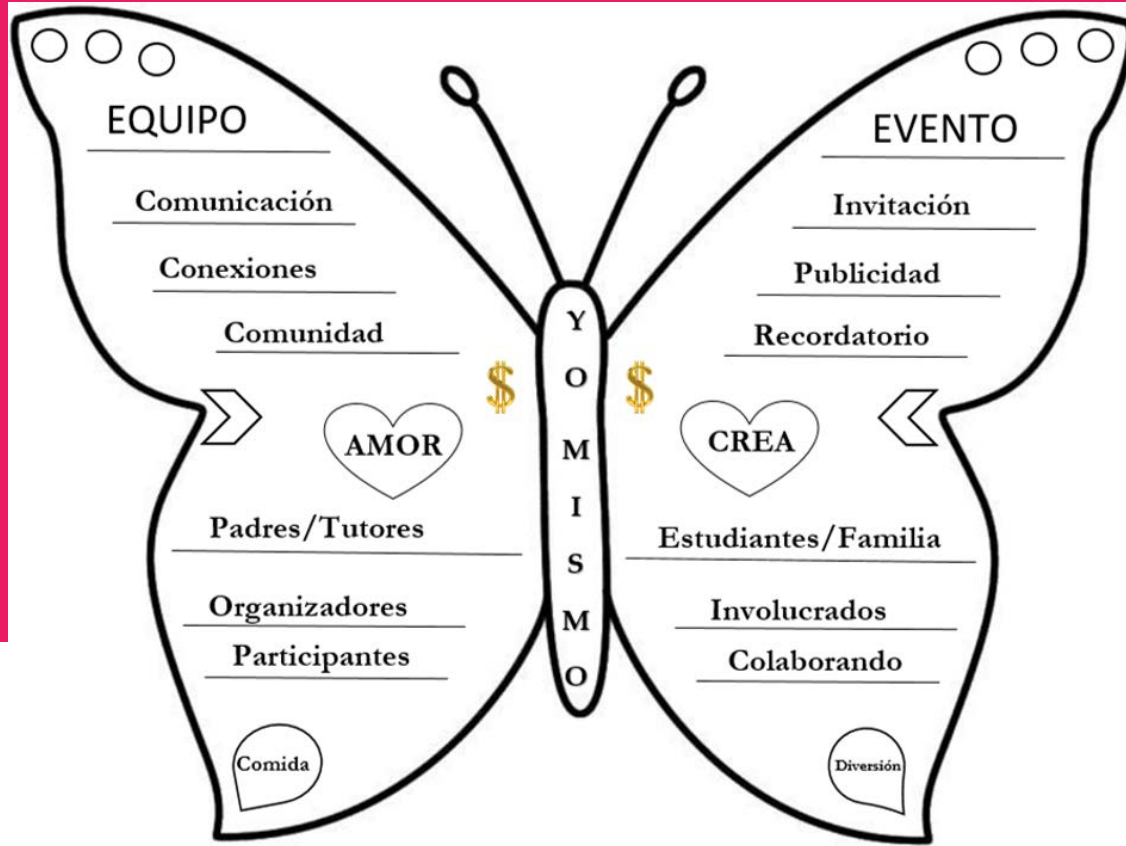 EQUIPO
Comunicación
Conexiones
Comunidad
$
AMOR
Padres/Tutores
Organizadores
Participantes
Comida
Y
O
M
I
S
M
O
EVENTO
Invitación
Publicidad
Recordatorio
$
CREA
Estudiantes/Familia
Involucrados
Colaborando
Diversión